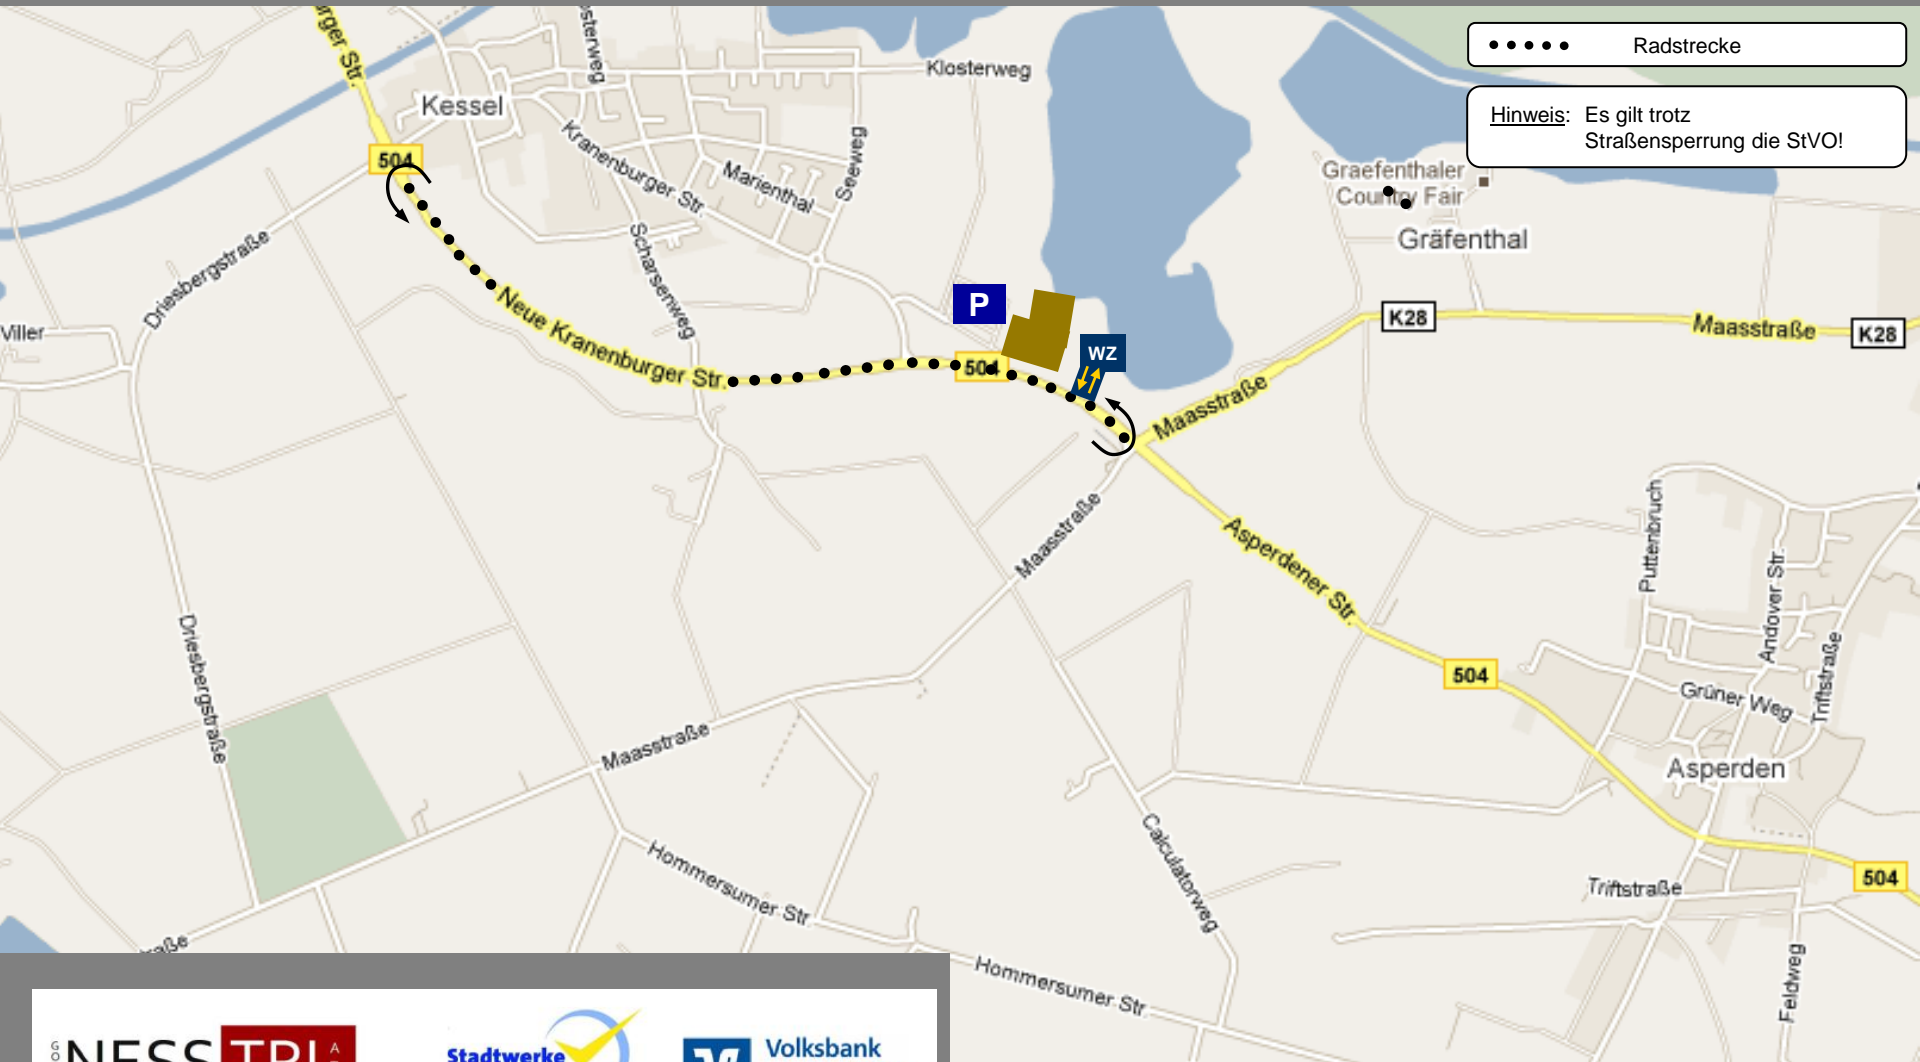 Radstrecke
Hinweis: Es gilt trotz
Straßensperrung die StVO!
Klosterweg
Kessel
504
Kranenburger Str.
Marienthal
Seeweg
Scharsenweg
Driesbergstraße
Viller
Neue Kranenburger Str.
P
504
WZ
Graefenthaler
Country Fair
Gräfenthal
K28
Maasstraße
K28
Maasstraße
Maasstraße
Asperdener Str.
504
Puttenbruch
Andover Str.
Triftstraße
Grüner Weg
Asperden
Driesbergstraße
Maasstraße
Hommersumer Str.
Calculatorweg
Triftstraße
504
Feldweg
Hommersumer Str.
NESS TRI
Stadtwerke
Volksbank